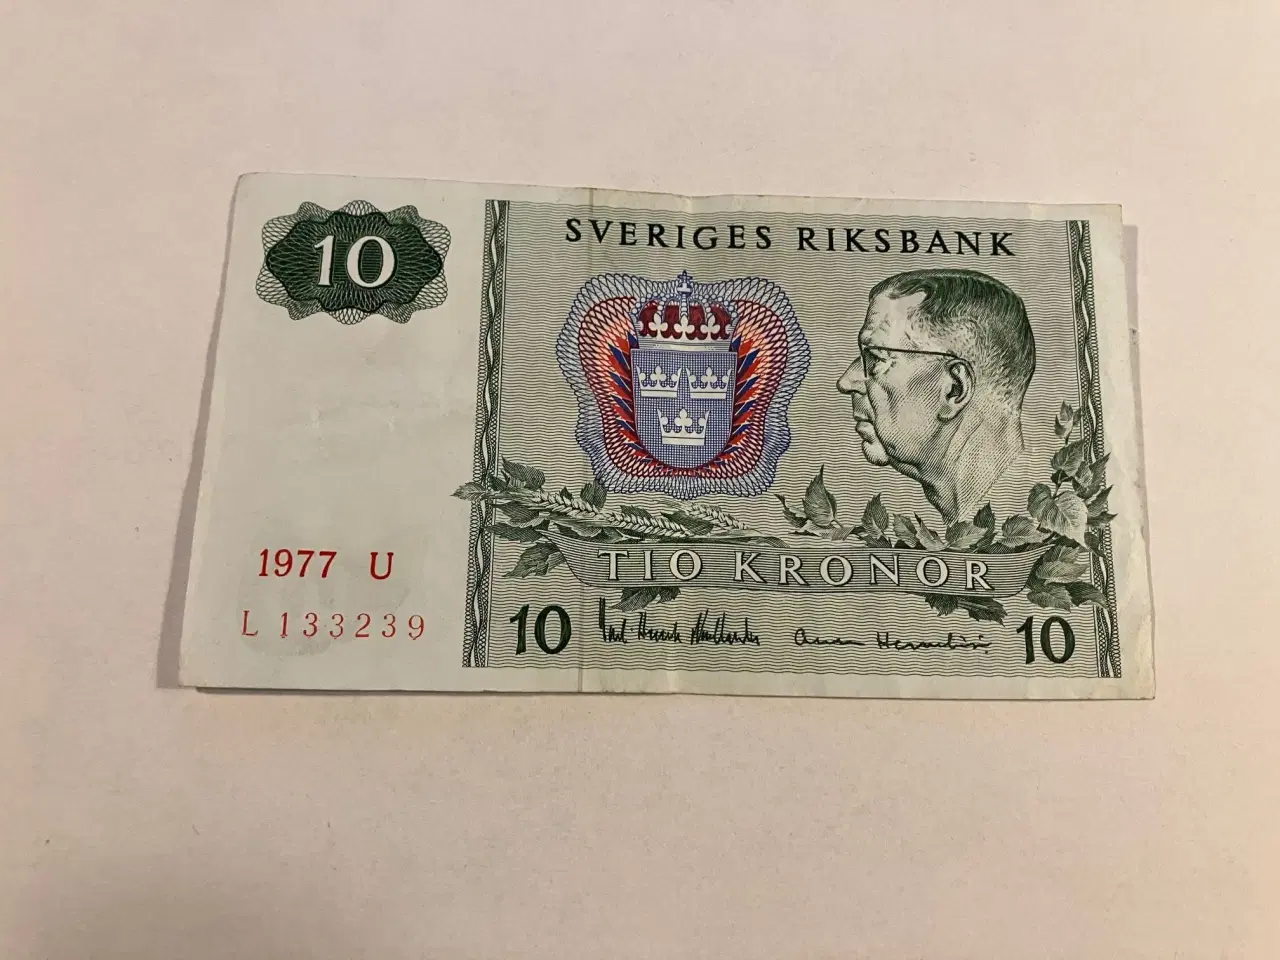 10
SVERIGES RIKSBANK
1977 U
L 133239
TIO KRONOR
10
10